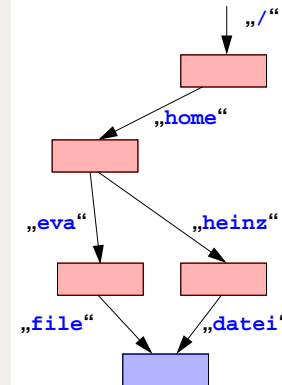 „/“
„home“
„eva“ „heinz“
„file“ „datei“